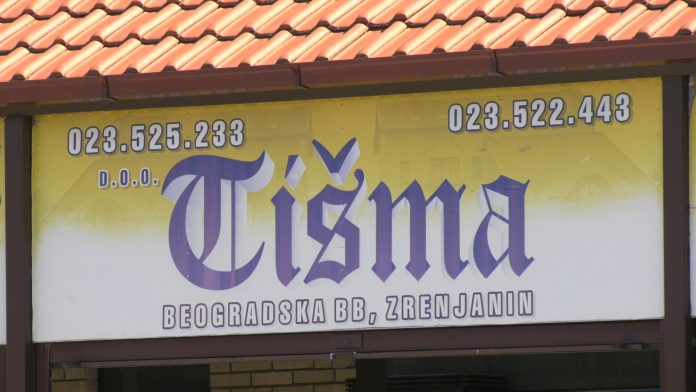 023.525.233
023.522.443
D.O.O.
Tišma
BEOGRADSKA BB, ZRENJANIN